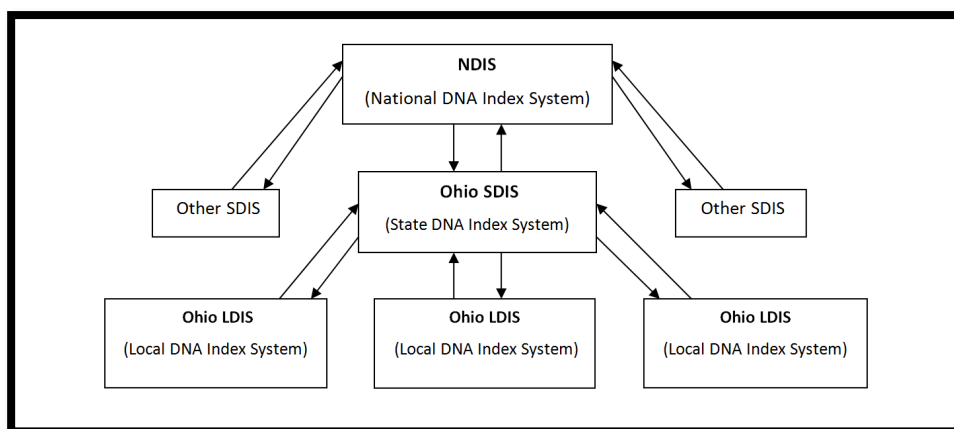 NDIS
(National DNA Index System)
Other SDIS
Ohio SDIS
(State DNA Index System)
Other SDIS
Ohio LDIS
(Local DNA Index System)
Ohio LDIS
(Local DNA Index System)
Ohio LDIS
(Local DNA Index System)